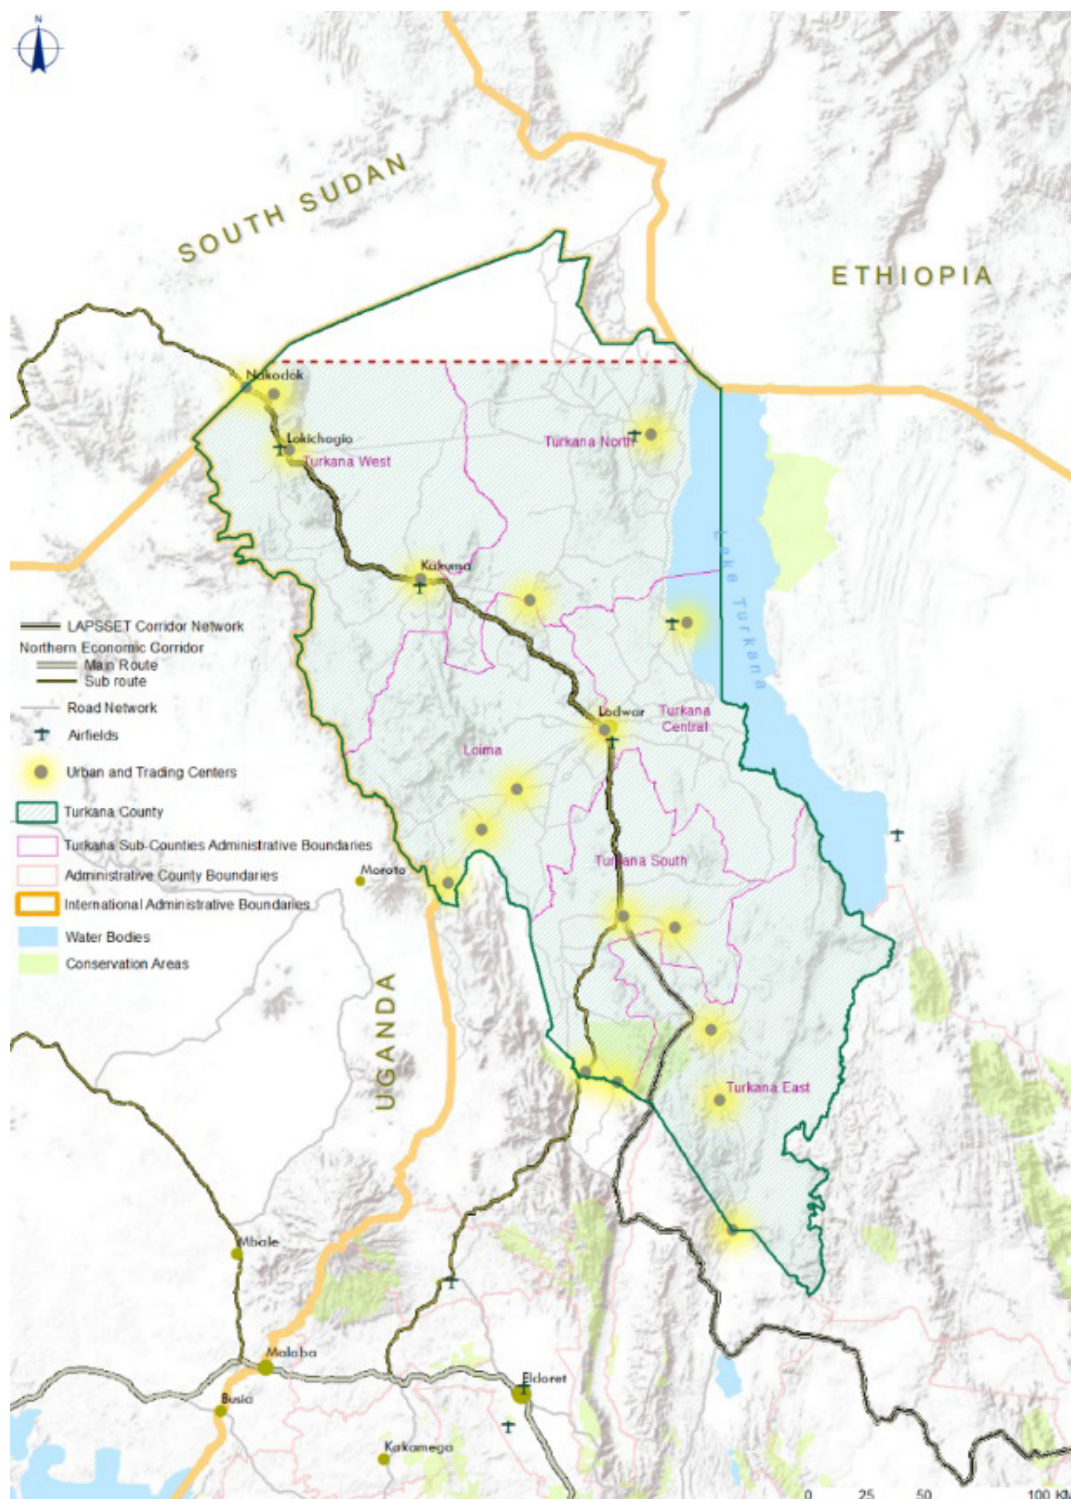 N
SOUTH SUDAN
ETHIOPIA
Nakodok
Lokichogio
Turkana West
Turkana North
Lake Turkana
Kakuma
Lodwar
Turkana
Central
Loima
Turkana South
Moroto
UGANDA
Turkana East
Mbale
Malaba
Eldoret
Busia
Kakamega
LAPSSET Corridor Network
Northern Economic Corridor
Main Route
Sub route
Road Network
Airfields
Urban and Trading Centers
Turkana County
Turkana Sub-Counties Administrative Boundaries
Administrative County Boundaries
International Administrative Boundaries
Water Bodies
Conservation Areas
0 25 50 100